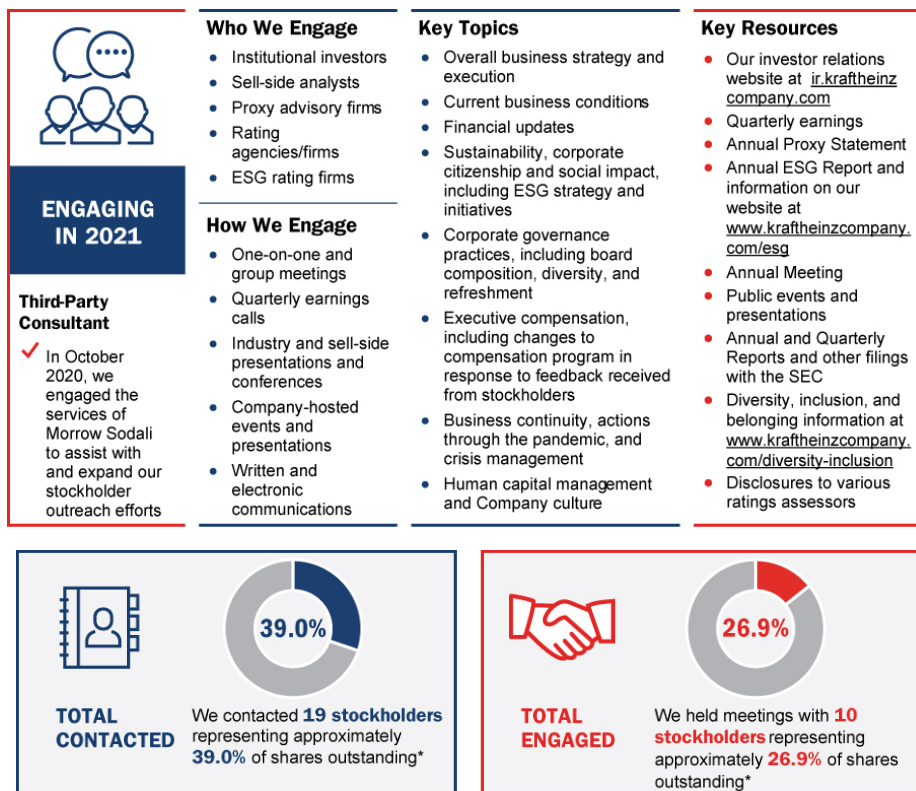 ENGAGING
IN 2021
Third-Party
Consultant
In October
2020, we
engaged the
services of
Morrow Sodali
to assist with
and expand our
stockholder
outreach efforts
Who We Engage
• Institutional investors
• Sell-side analysts
• Proxy advisory firms
• Rating
agencies/firms
• ESG rating firms
How We Engage
• One-on-one and
group meetings
• Quarterly earnings
calls
• Industry and sell-side
presentations and
conferences
• Company-hosted
events and
presentations
• Written and
electronic
communications
Key Topics
• Overall business strategy and
execution
• Current business conditions
• Financial updates
• Sustainability, corporate
citizenship and social impact,
including ESG strategy and
initiatives
• Corporate governance
practices, including board
composition, diversity, and
refreshment
• Executive compensation,
including changes to
compensation program in
response to feedback received
from stockholders
• Business continuity, actions
through the pandemic, and
crisis management
• Human capital management
and Company culture
Key Resources
• Our investor relations
website at ir.kraftheinz
company.com
• Quarterly earnings
• Annual Proxy Statement
• Annual ESG Report and
information on our
website at
www.kraftheinzcompany.
com/esg
• Annual Meeting
• Public events and
presentations
• Annual and Quarterly
Reports and other filings
with the SEC
• Diversity, inclusion, and
belonging information at
www.kraftheinzcompany.
com/diversity-inclusion
• Disclosures to various
ratings assessors
TOTAL
CONTACTED
39.0%
We contacted 19 stockholders
representing approximately
39.0% of shares outstanding*
TOTAL
ENGAGED
26.9%
We held meetings with 10
stockholders representing
approximately 26.9% of shares
outstanding*